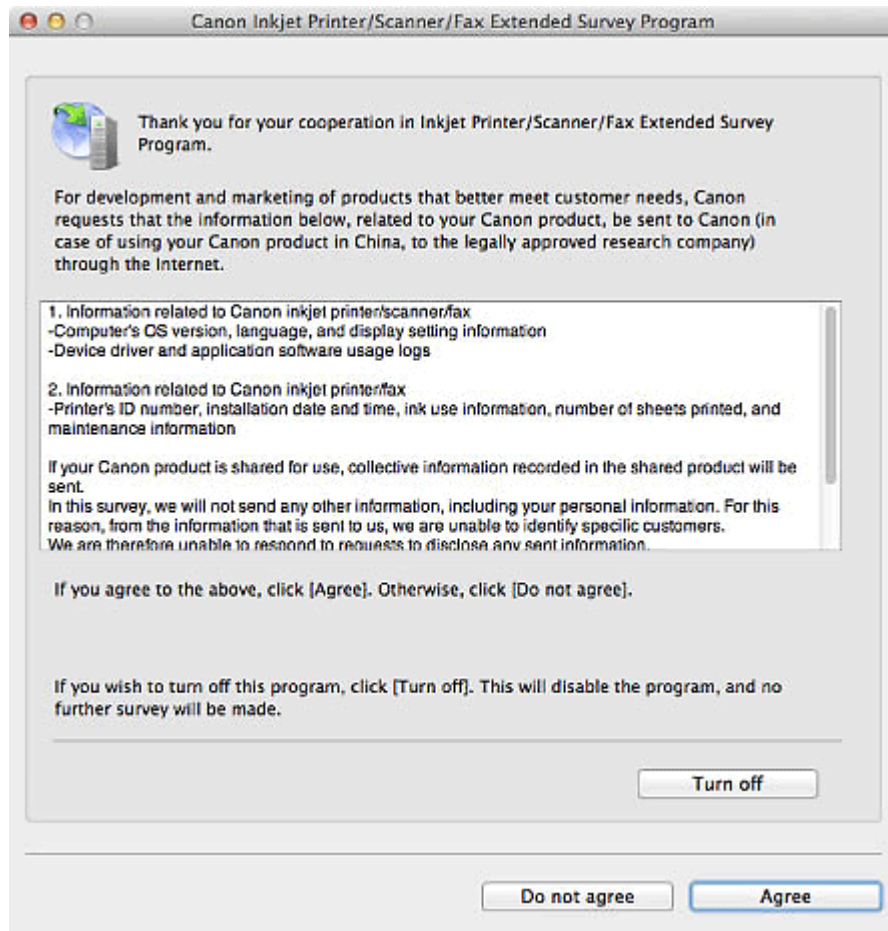 Canon Inkjet Printer/Scanner/Fax Extended Survey Program
Thank you for your cooperation in Inkjet Printer/Scanner/Fax Extended Survey
Program.
For development and marketing of products that better meet customer needs, Canon
requests that the information below, related to your Canon product, be sent to Canon (in
case of using your Canon product in China, to the legally approved research company)
through the Internet.
1. Information related to Canon inkjet printer/scanner/fax
-Computer's OS version, language, and display setting information
-Device driver and application software usage logs
2. Information related to Canon inkjet printer/fax
-Printer's ID number, installation date and time, ink use information, number of sheets printed, and
maintenance information
If your Canon product is shared for use, collective information recorded in the shared product will be
sent.
In this survey, we will not send any other information, including your personal information. For this
reason, from the information that is sent to us, we are unable to identify specific customers.
We are therefore unable to respond to requests to disclose any sent information.
If you agree to the above, click [Agree]. Otherwise, click [Do not agree].
If you wish to turn off this program, click [Turn off]. This will disable the program, and no
further survey will be made.
Turn off
Do not agree
Agree